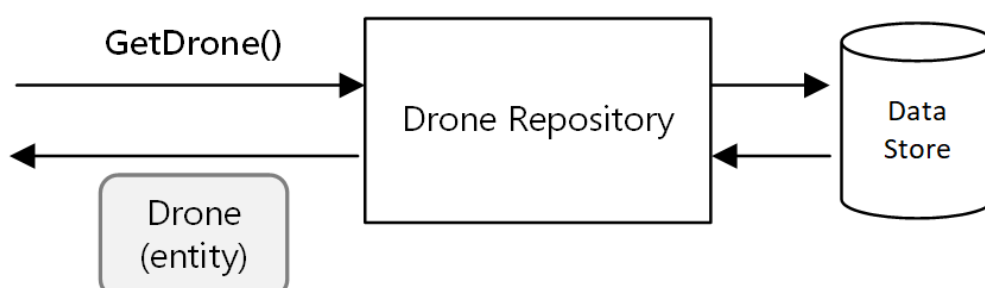 GetDrone()
Drone Repository
Data
Store
Drone
(entity)